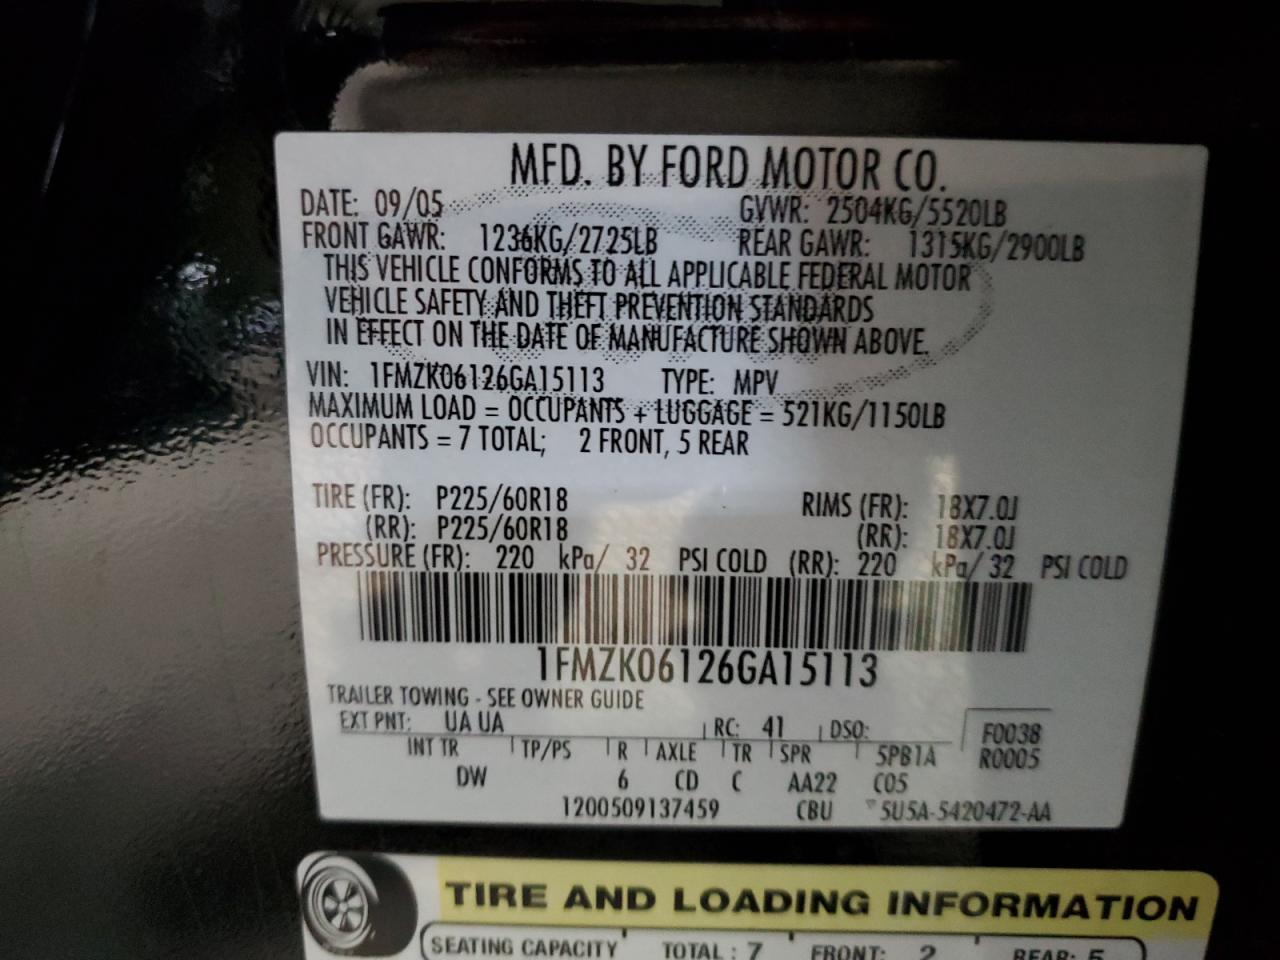 MFD. BY FORD MOTOR CO.
DATE: 09/05 GVWR: 2504KG/5520LB
FRONT GAWR: 1236KG/2725LB REAR GAWR: 1315KG/2900LB
THIS VEHICLE CONFORMS TO ALL APPLICABLE FEDERAL MOTOR
VEHICLE SAFETY AND THEFT PREVENTION STANDARDS
IN EFFECT ON THE DATE OF MANUFACTURE SHOWN ABOVE.
VIN: 1FMZK06126GA15113 TYPE: MPV
MAXIMUM LOAD = OCCUPANTS + LUGGAGE = 521KG/1150LB
OCCUPANTS = 7 TOTAL; 2 FRONT, 5 REAR
TIRE (FR): P225/60R18 RIMS (FR): 18X7.0J
(RR): P225/60R18 (RR): 18X7.0J
PRESSURE (FR): 220 kPa/ 32 PSI COLD (RR): 220 kPa/ 32 PSI COLD
1FMZK06126GA15113
TRAILER TOWING - SEE OWNER GUIDE
EXT PNT: UA UA RC: 41 DSO: F0038
INT TR TP/PS R AXLE TR SPR 5PB1A R0005
DW 6 CD C AA22 C05
1200509137459 CBU 5U5A-5420472-AA
TIRE AND LOADING INFORMATION
SEATING CAPACITY TOTAL : 7 FRONT: 2 REAR: 5